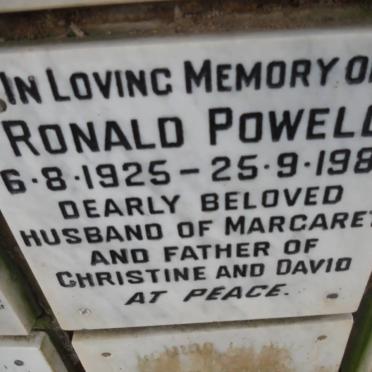 IN LOVING MEMORY O
RONALD POWELL
6·8·1925 – 25·9·198
DEARLY BELOVED
HUSBAND OF MARGARET
AND FATHER OF
CHRISTINE AND DAVID
AT PEACE.